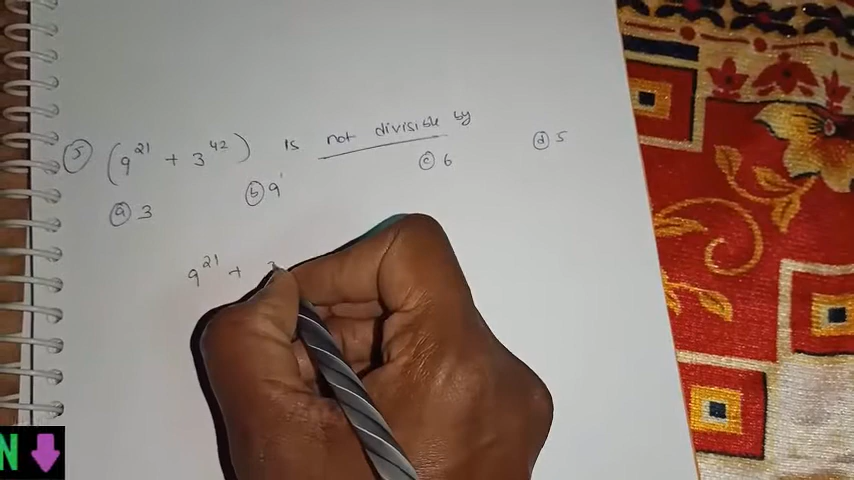 5 (9^21 + 3^42) is not divisible by
a 3 b 9 c 6 d 5
9^21 +
N